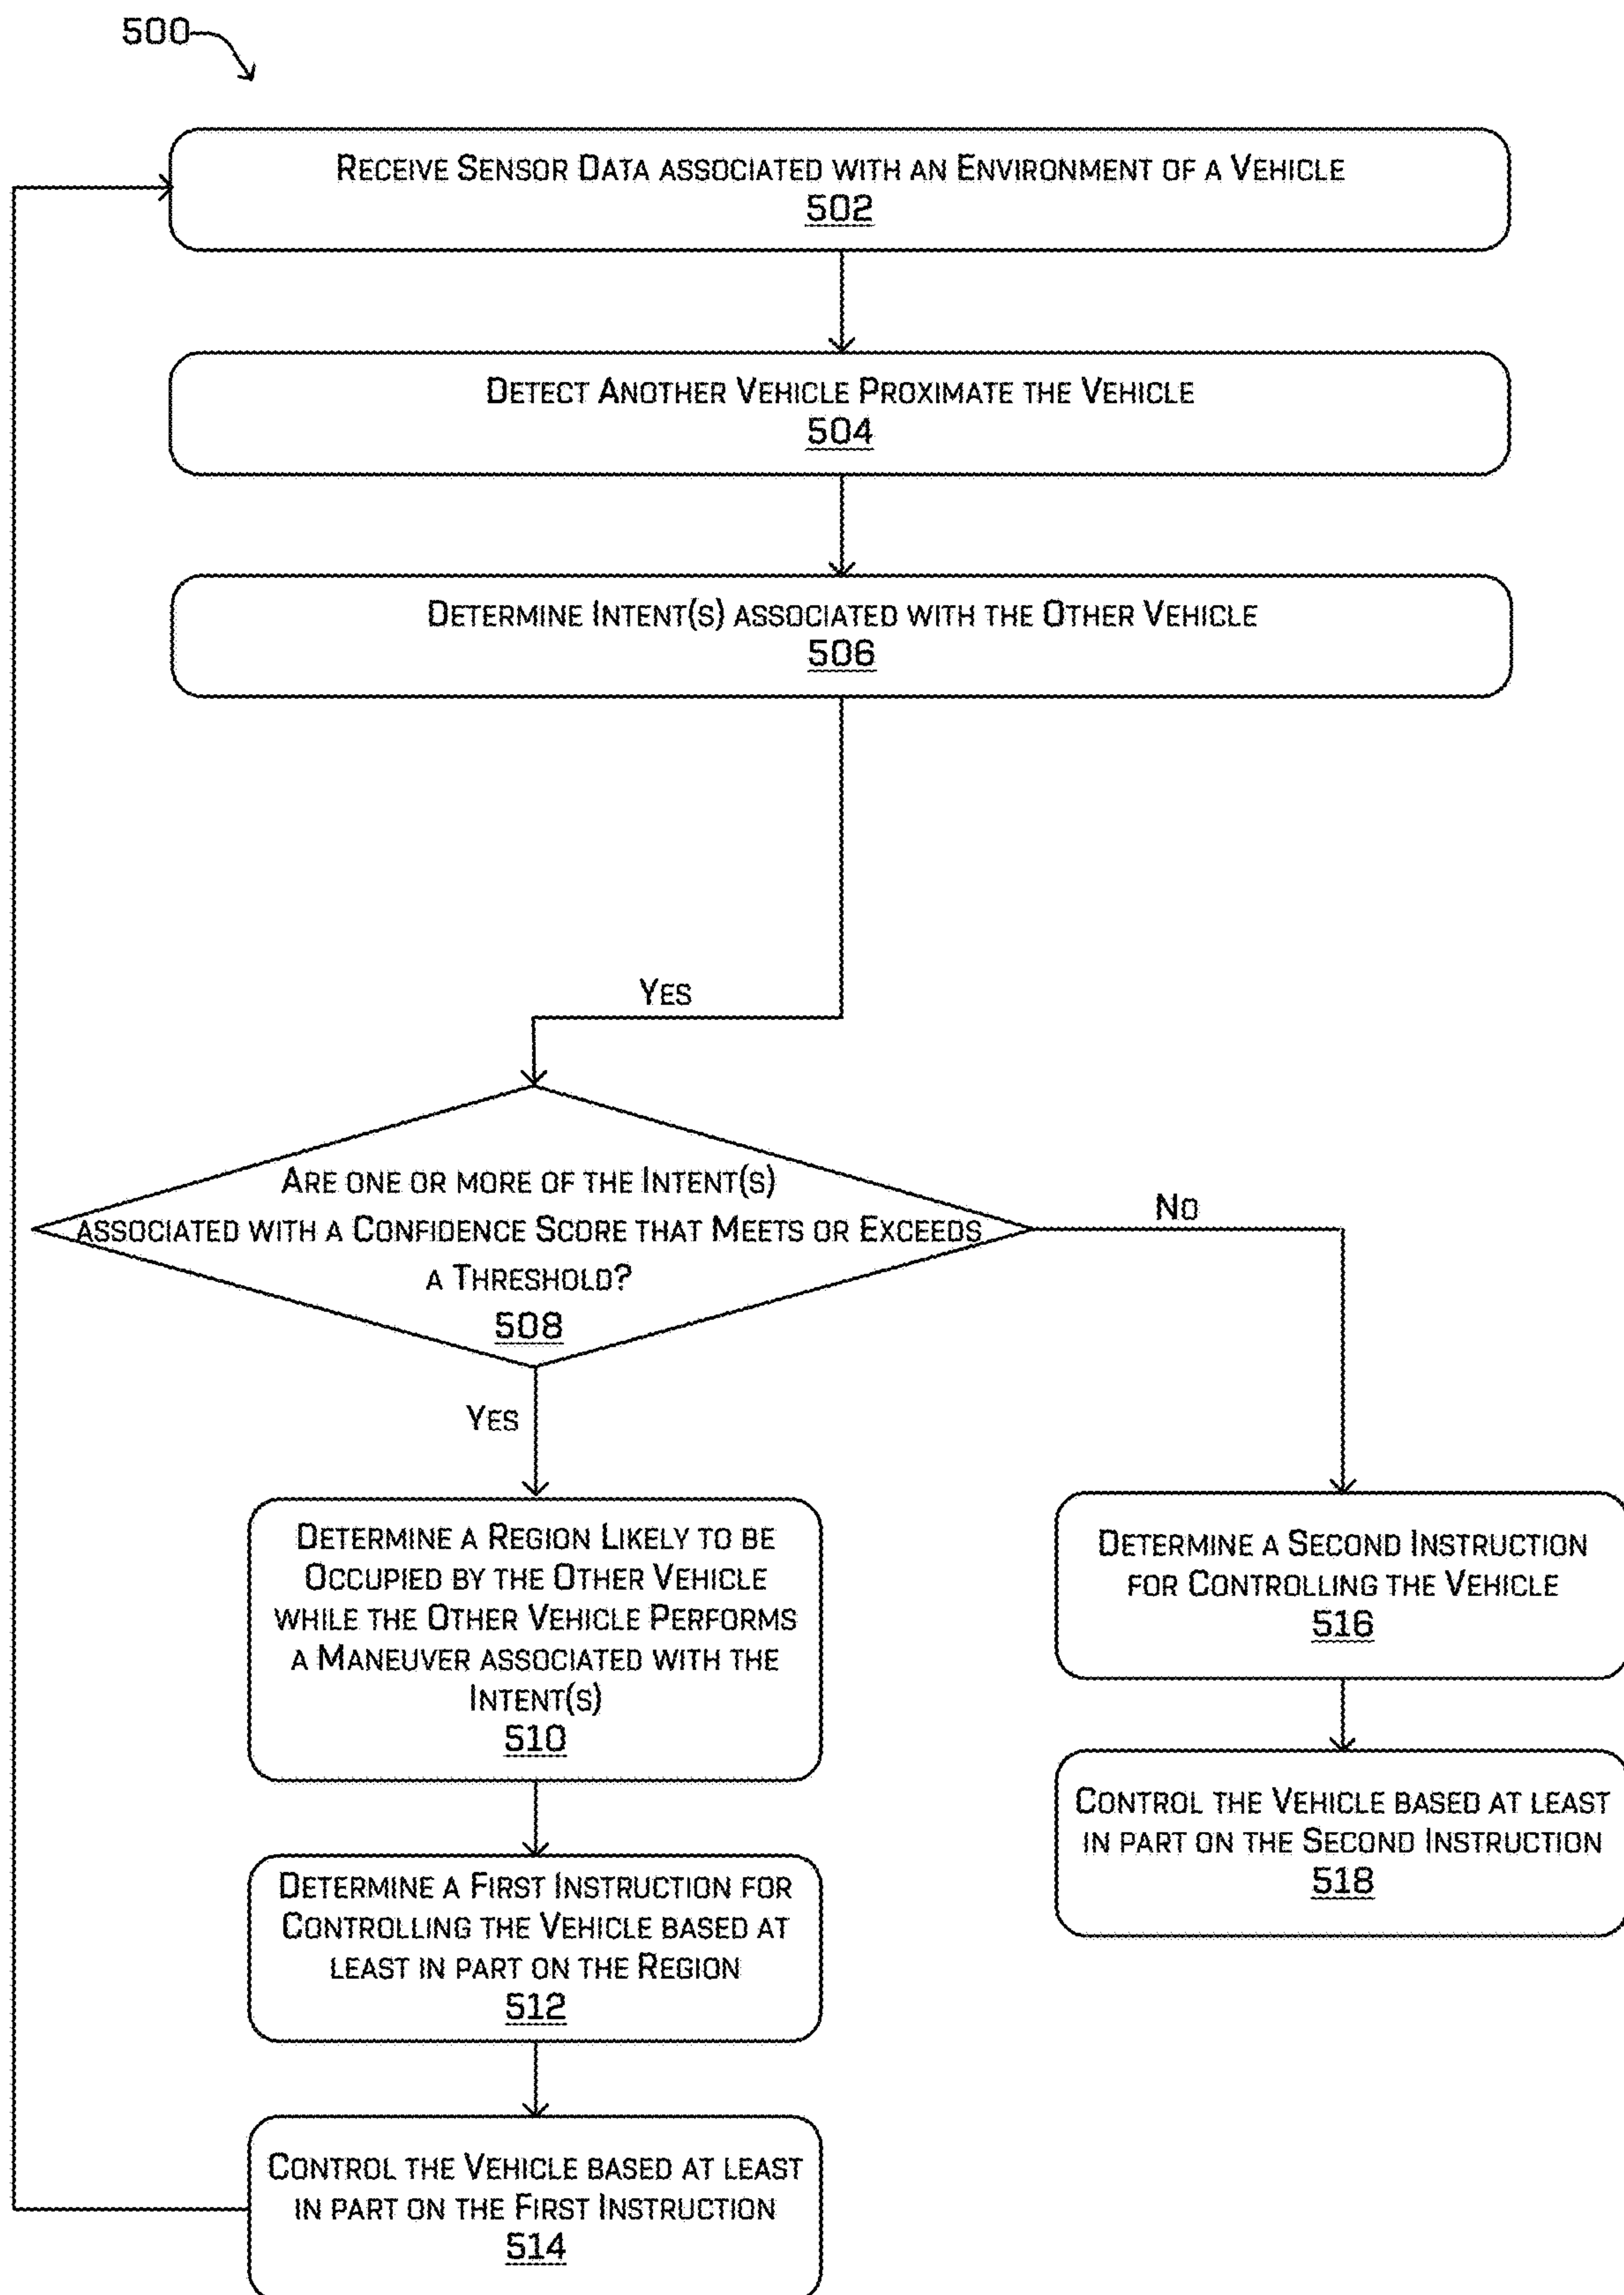 500
Receive Sensor Data associated with an Environment of a Vehicle
502
Detect Another Vehicle Proximate the Vehicle
504
Determine Intent(s) associated with the Other Vehicle
506
Yes
Are one or more of the Intent(s)
associated with a Confidence Score that Meets or Exceeds
a Threshold?
508
No
Yes
Determine a Region Likely to be
Occupied by the Other Vehicle
while the Other Vehicle Performs
a Maneuver associated with the
Intent(s)
510
Determine a First Instruction for
Controlling the Vehicle based at
least in part on the Region
512
Control the Vehicle based at least
in part on the First Instruction
514
Determine a Second Instruction
for Controlling the Vehicle
516
Control the Vehicle based at least
in part on the Second Instruction
518